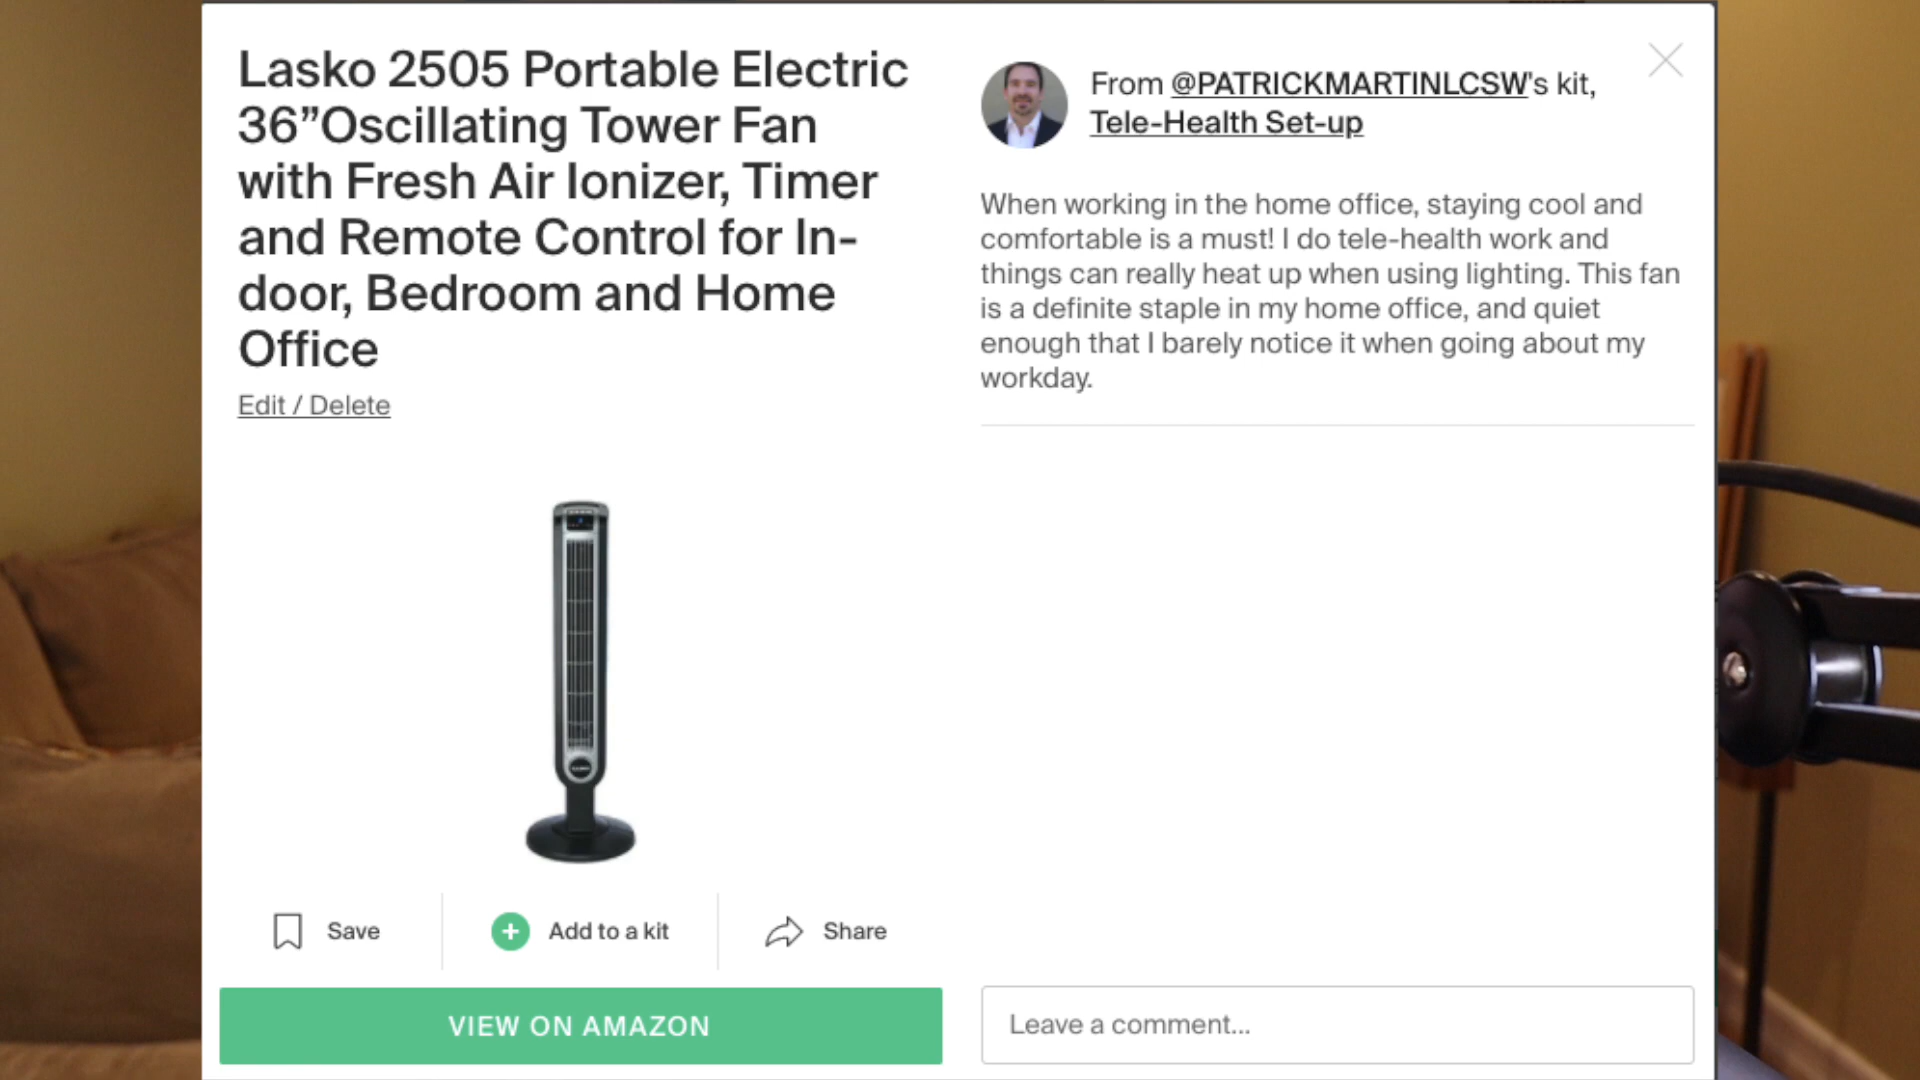 Lasko 2505 Portable Electric
36”Oscillating Tower Fan
with Fresh Air Ionizer, Timer
and Remote Control for In-
door, Bedroom and Home
Office
Edit / Delete
Save
Add to a kit
Share
VIEW ON AMAZON
From @PATRICKMARTINLCSW's kit,
Tele-Health Set-up
When working in the home office, staying cool and
comfortable is a must! I do tele-health work and
things can really heat up when using lighting. This fan
is a definite staple in my home office, and quiet
enough that I barely notice it when going about my
workday.
Leave a comment...